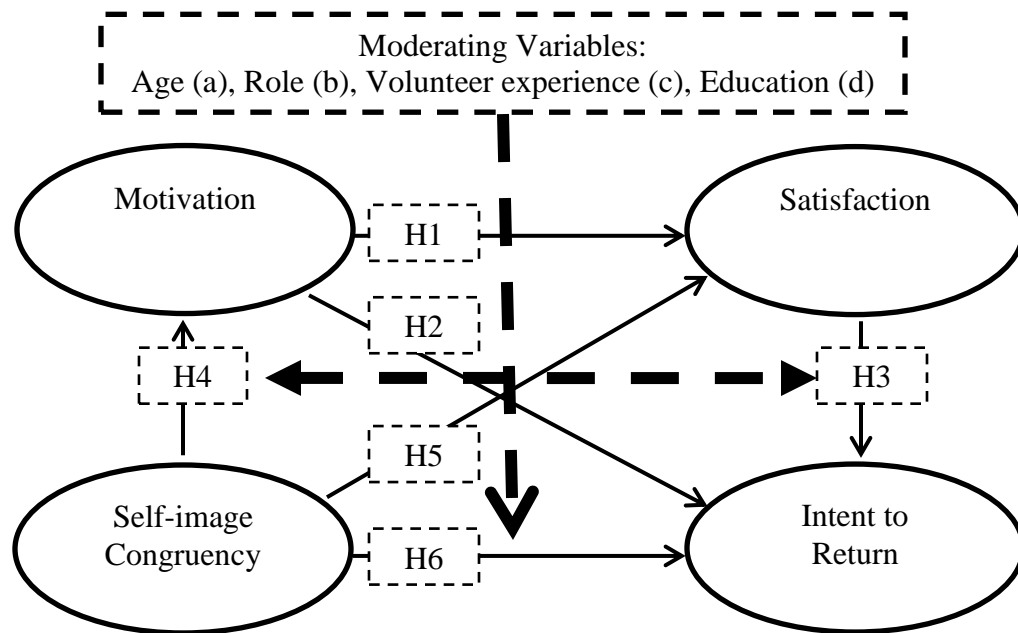 Moderating Variables:
Age (a), Role (b), Volunteer experience (c), Education (d)
Motivation
Satisfaction
H1
H2
H4
H3
H5
Self-image
Congruency
Intent to
Return
H6